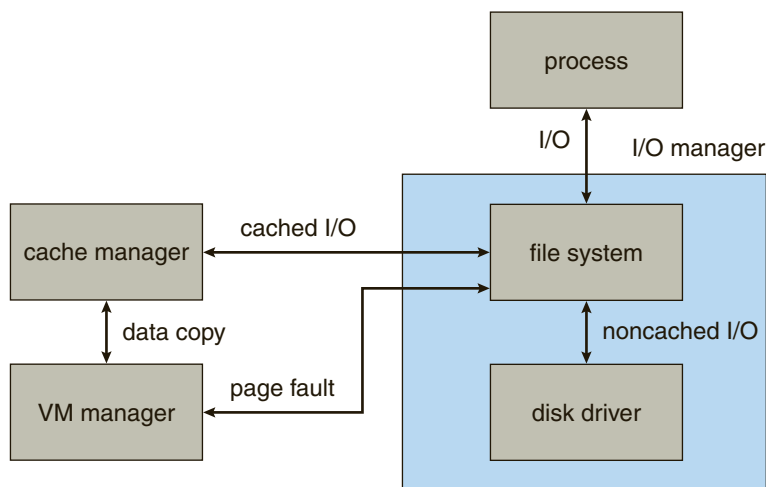 process
I/O
I/O manager
cache manager
cached I/O
file system
data copy
noncached I/O
VM manager
page fault
disk driver